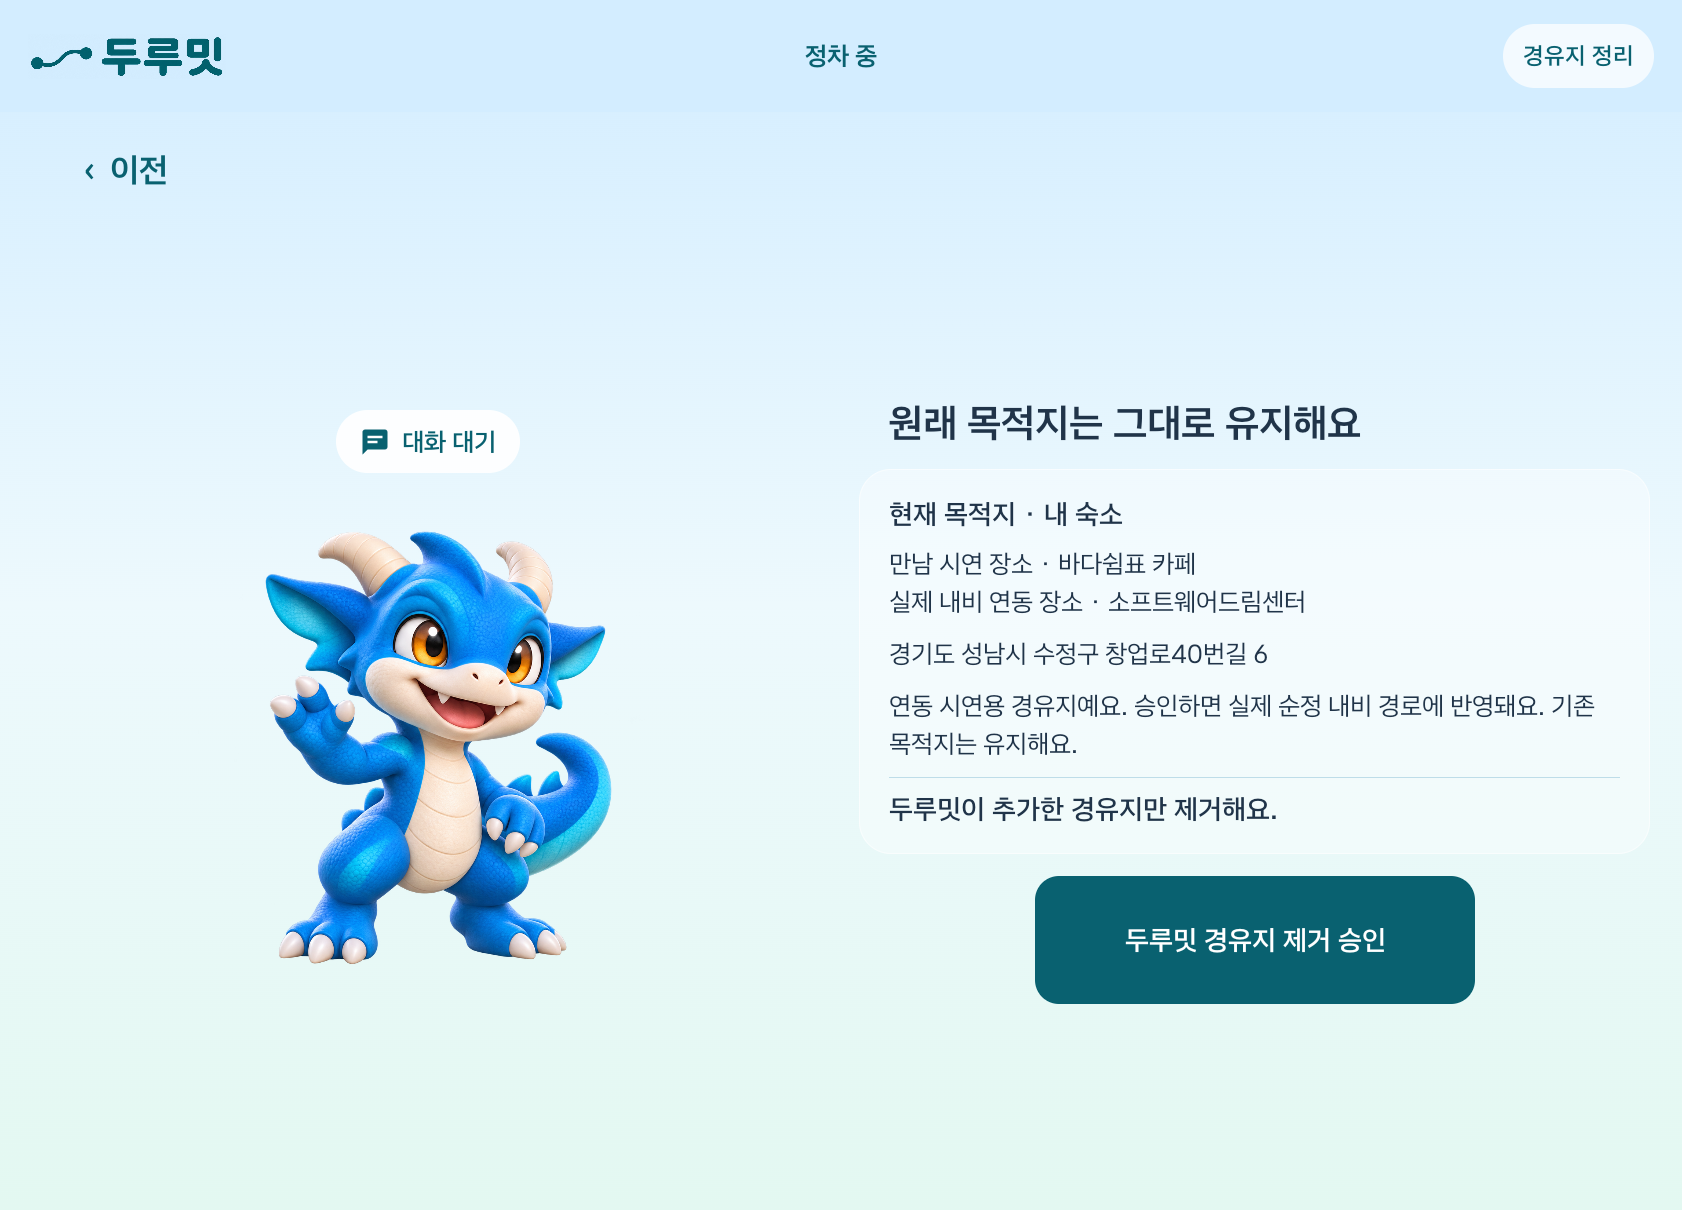 두루밋
정차 중
경유지 정리
‹ 이전
대화 대기
원래 목적지는 그대로 유지해요
현재 목적지 · 내 숙소
만남 시연 장소 · 바다쉼표 카페
실제 내비 연동 장소 · 소프트웨어드림센터
경기도 성남시 수정구 창업로40번길 6
연동 시연용 경유지예요. 승인하면 실제 순정 내비 경로에 반영돼요. 기존
목적지는 유지해요.
두루밋이 추가한 경유지만 제거해요.
두루밋 경유지 제거 승인